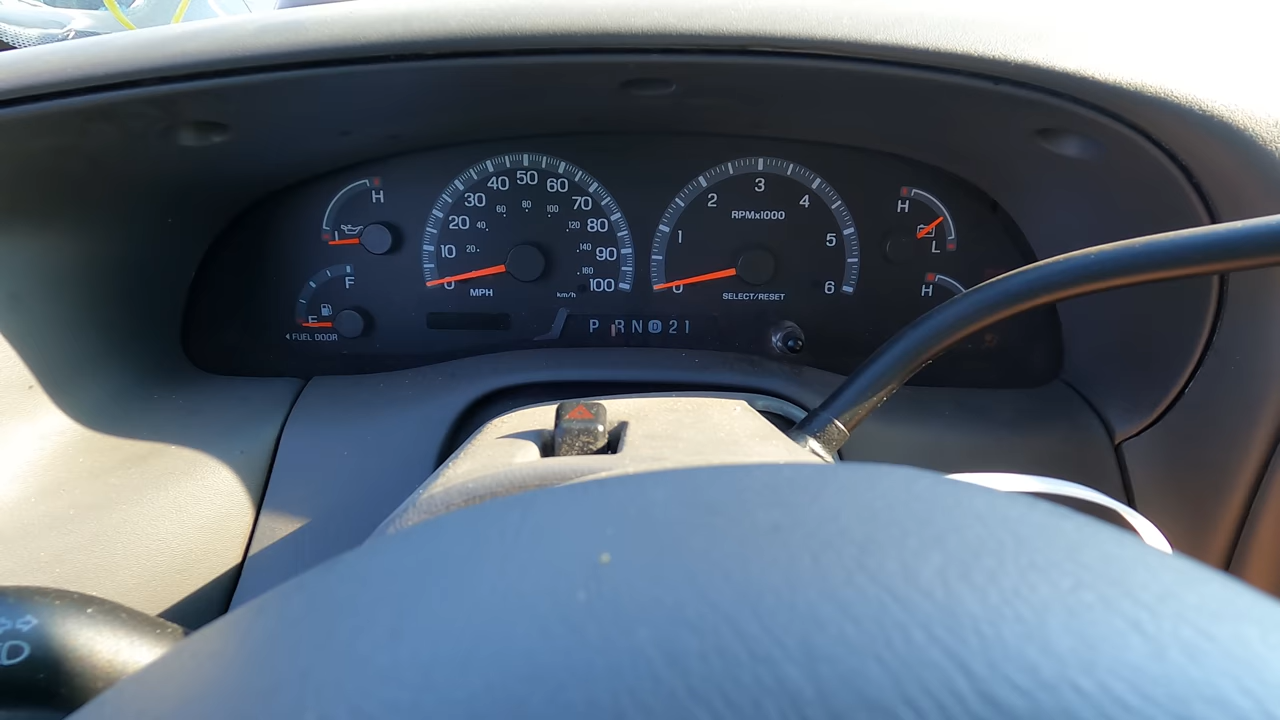 H
L
F
E
◄ FUEL DOOR
0 10 20 30 40 50 60 70 80 90 100
20 40 60 80 100 120 140 160
MPH
km/h
0 1 2 3 4 5 6
RPMx1000
SELECT/RESET
P R N D 2 1
H
L
H